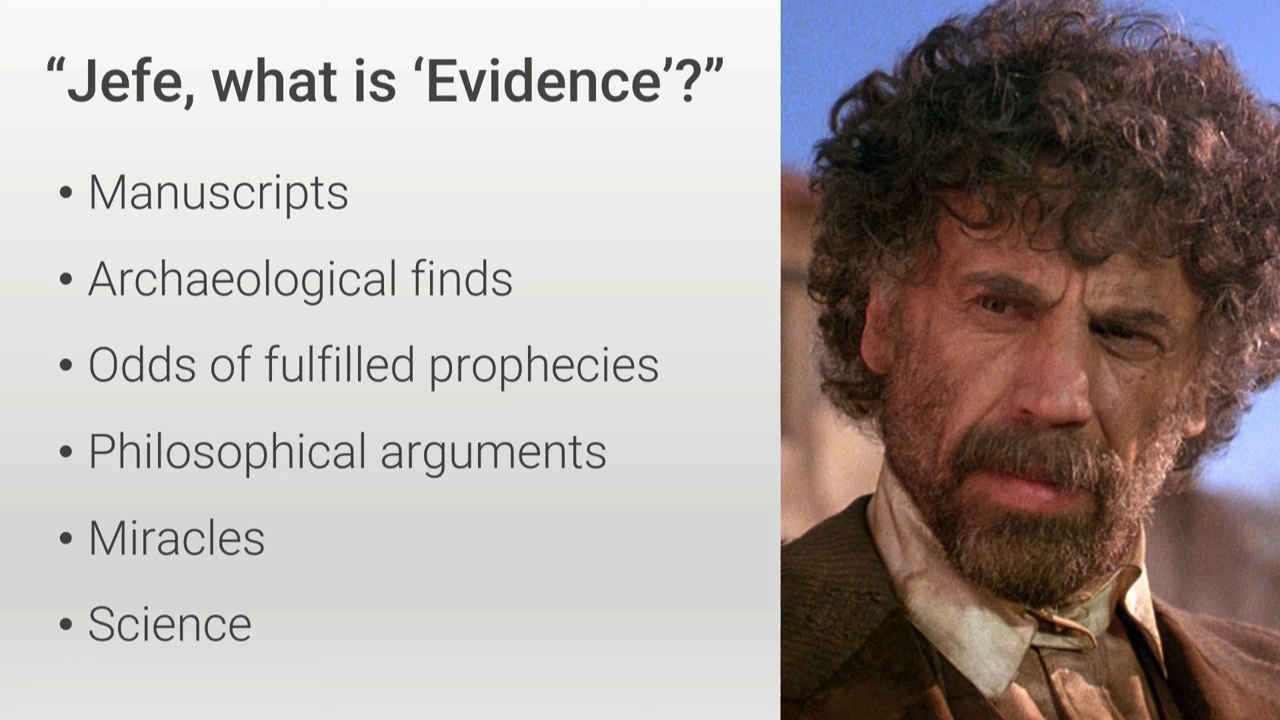 “Jefe, what is ‘Evidence’?”
• Manuscripts
• Archaeological finds
• Odds of fulfilled prophecies
• Philosophical arguments
• Miracles
• Science